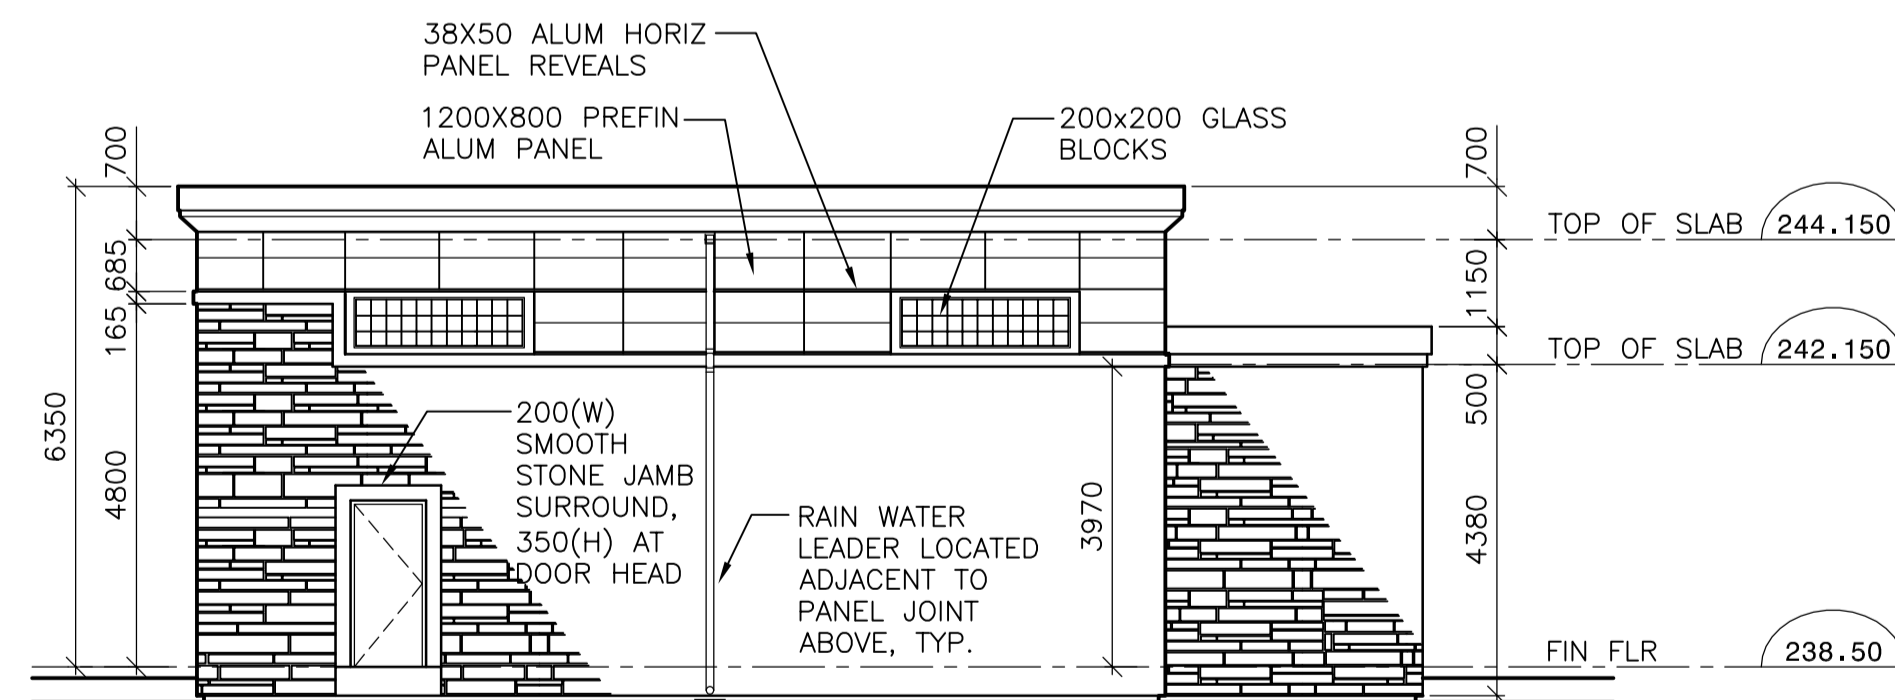 38X50 ALUM HORIZ
PANEL REVEALS
1200X800 PREFIN
ALUM PANEL
200x200 GLASS
BLOCKS
700
685
165
6350
4800
700
1150
500
4380
TOP OF SLAB 244.150
TOP OF SLAB 242.150
FIN FLR 238.50
200(W)
SMOOTH
STONE JAMB
SURROUND,
350(H) AT
DOOR HEAD
RAIN WATER
LEADER LOCATED
ADJACENT TO
PANEL JOINT
ABOVE, TYP.
3970